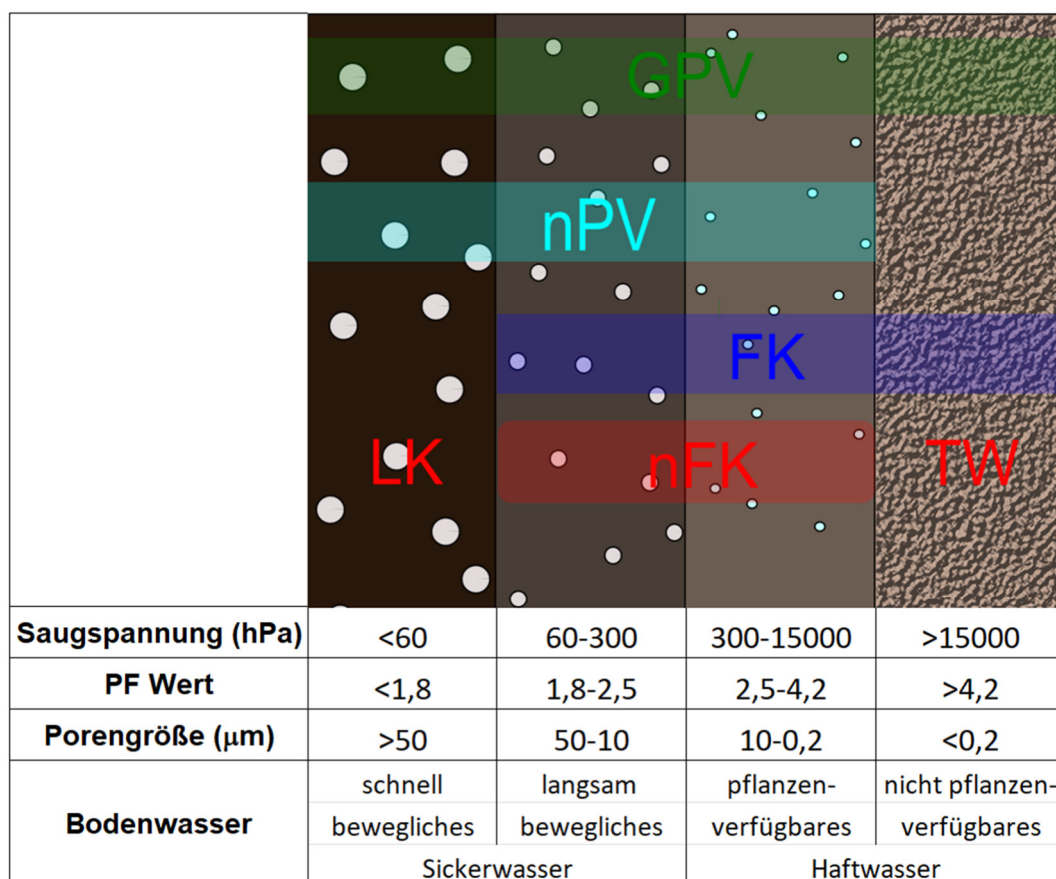 GPV
nPV
FK
LK nFK TW
Saugspannung (hPa) <60 60-300 300-15000 >15000
PF Wert <1,8 1,8-2,5 2,5-4,2 >4,2
Porengröße (µm) >50 50-10 10-0,2 <0,2
schnell langsam pflanzen- nicht pflanzen-
Bodenwasser bewegliches bewegliches verfügbares verfügbares
Sickerwasser Haftwasser